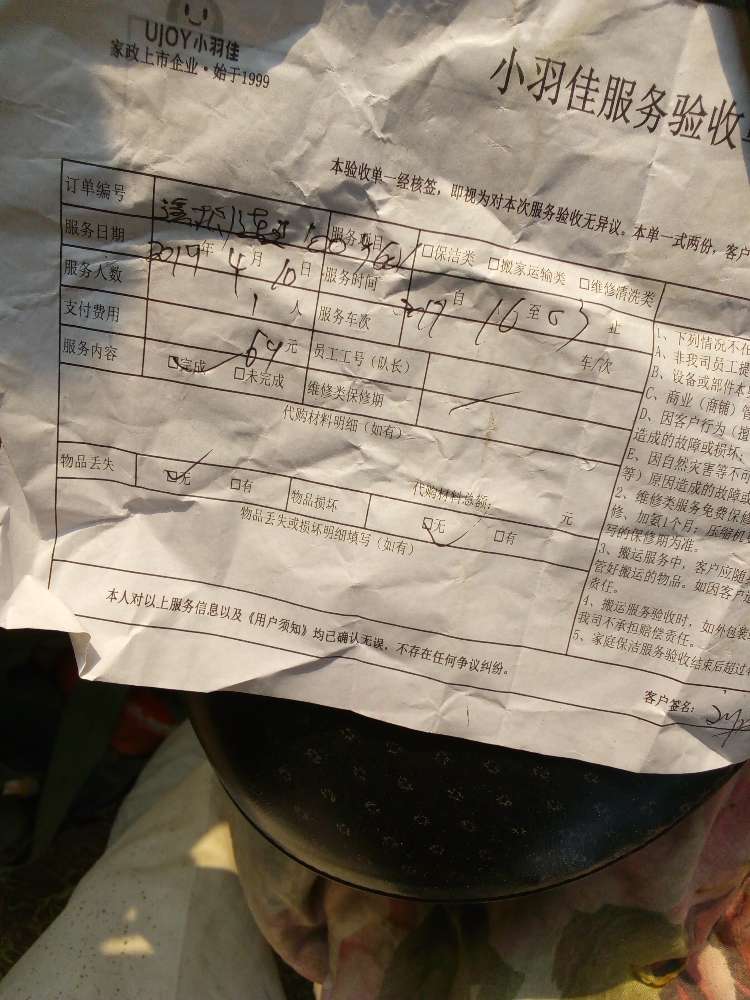 UJOY小羽佳
家政上市企业·始于1999
小羽佳服务验收
本验收单一经核签，即视为对本次服务验收无异议。本单一式两份，客户
订单编号
服务项目 □保洁类 □搬家运输类 □维修清洗类
服务日期 2017年4月10日 服务时间 自 16 至 止
服务人数 1人 服务车次 车/次
支付费用 64元 员工工号（队长）
服务内容 □完成 □未完成 维修类保修期
代购材料明细（如有）
代购材料总额： 元
物品丢失 □无 □有 物品损坏 □无 □有
物品丢失或损坏明细填写（如有）
本人对以上服务信息以及《用户须知》均已确认无误，不存在任何争议纠纷。
1、下列情况不在
A、非我司员工提
B、设备或部件本
C、商业（商铺）
D、因客户行为（
造成的故障或损坏、
E、因自然灾害等不可
等）原因造成的故障或
2、维修类服务免费保修
修、加氨1个月；压缩机
写的保修期为准。
3、搬运服务中，客户应随
管好搬运的物品。如因客户
责任。
4、搬运服务验收时，如外包装
我司不承担赔偿责任。
5、家庭保洁服务验收结束后超过
客户签名：